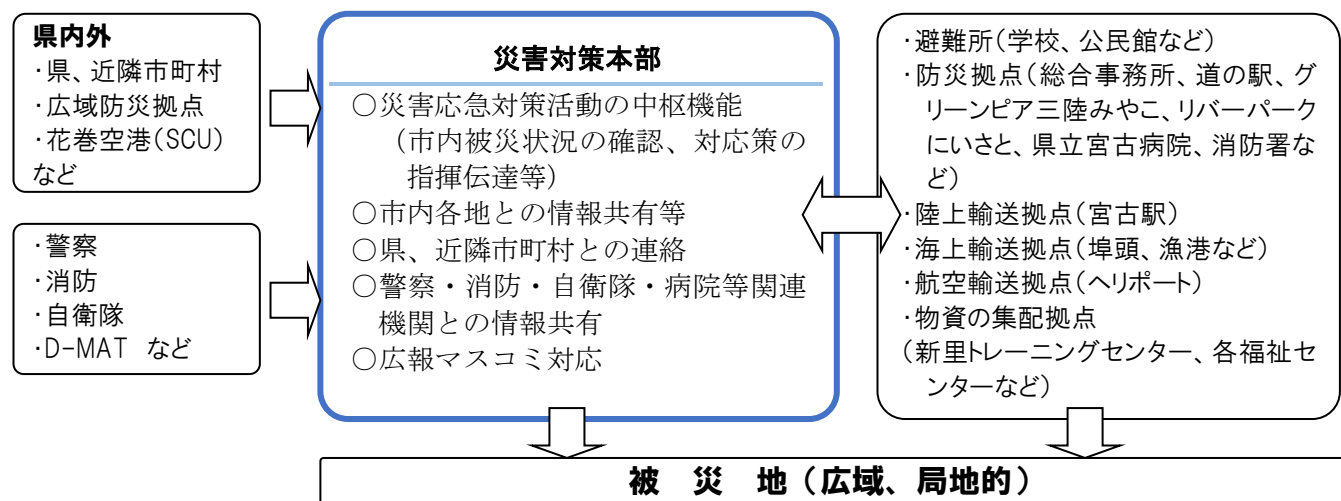 県内外
・県、近隣市町村
・広域防災拠点
・花巻空港（SCU）
など
・警察
・消防
・自衛隊
・D-MAT　など
災害対策本部
○災害応急対策活動の中枢機能
（市内被災状況の確認、対応策の
指揮伝達等）
○市内各地との情報共有等
○県、近隣市町村との連絡
○警察・消防・自衛隊・病院等関連
機関との情報共有
○広報マスコミ対応
・避難所（学校、公民館など）
・防災拠点（総合事務所、道の駅、グ
リーンピア三陸みやこ、リバーパーク
にいさと、県立宮古病院、消防署な
ど）
・陸上輸送拠点（宮古駅）
・海上輸送拠点（埠頭、漁港など）
・航空輸送拠点（ヘリポート）
・物資の集配拠点
（新里トレーニングセンター、各福祉セ
ンターなど）
被　災　地（広域、局地的）